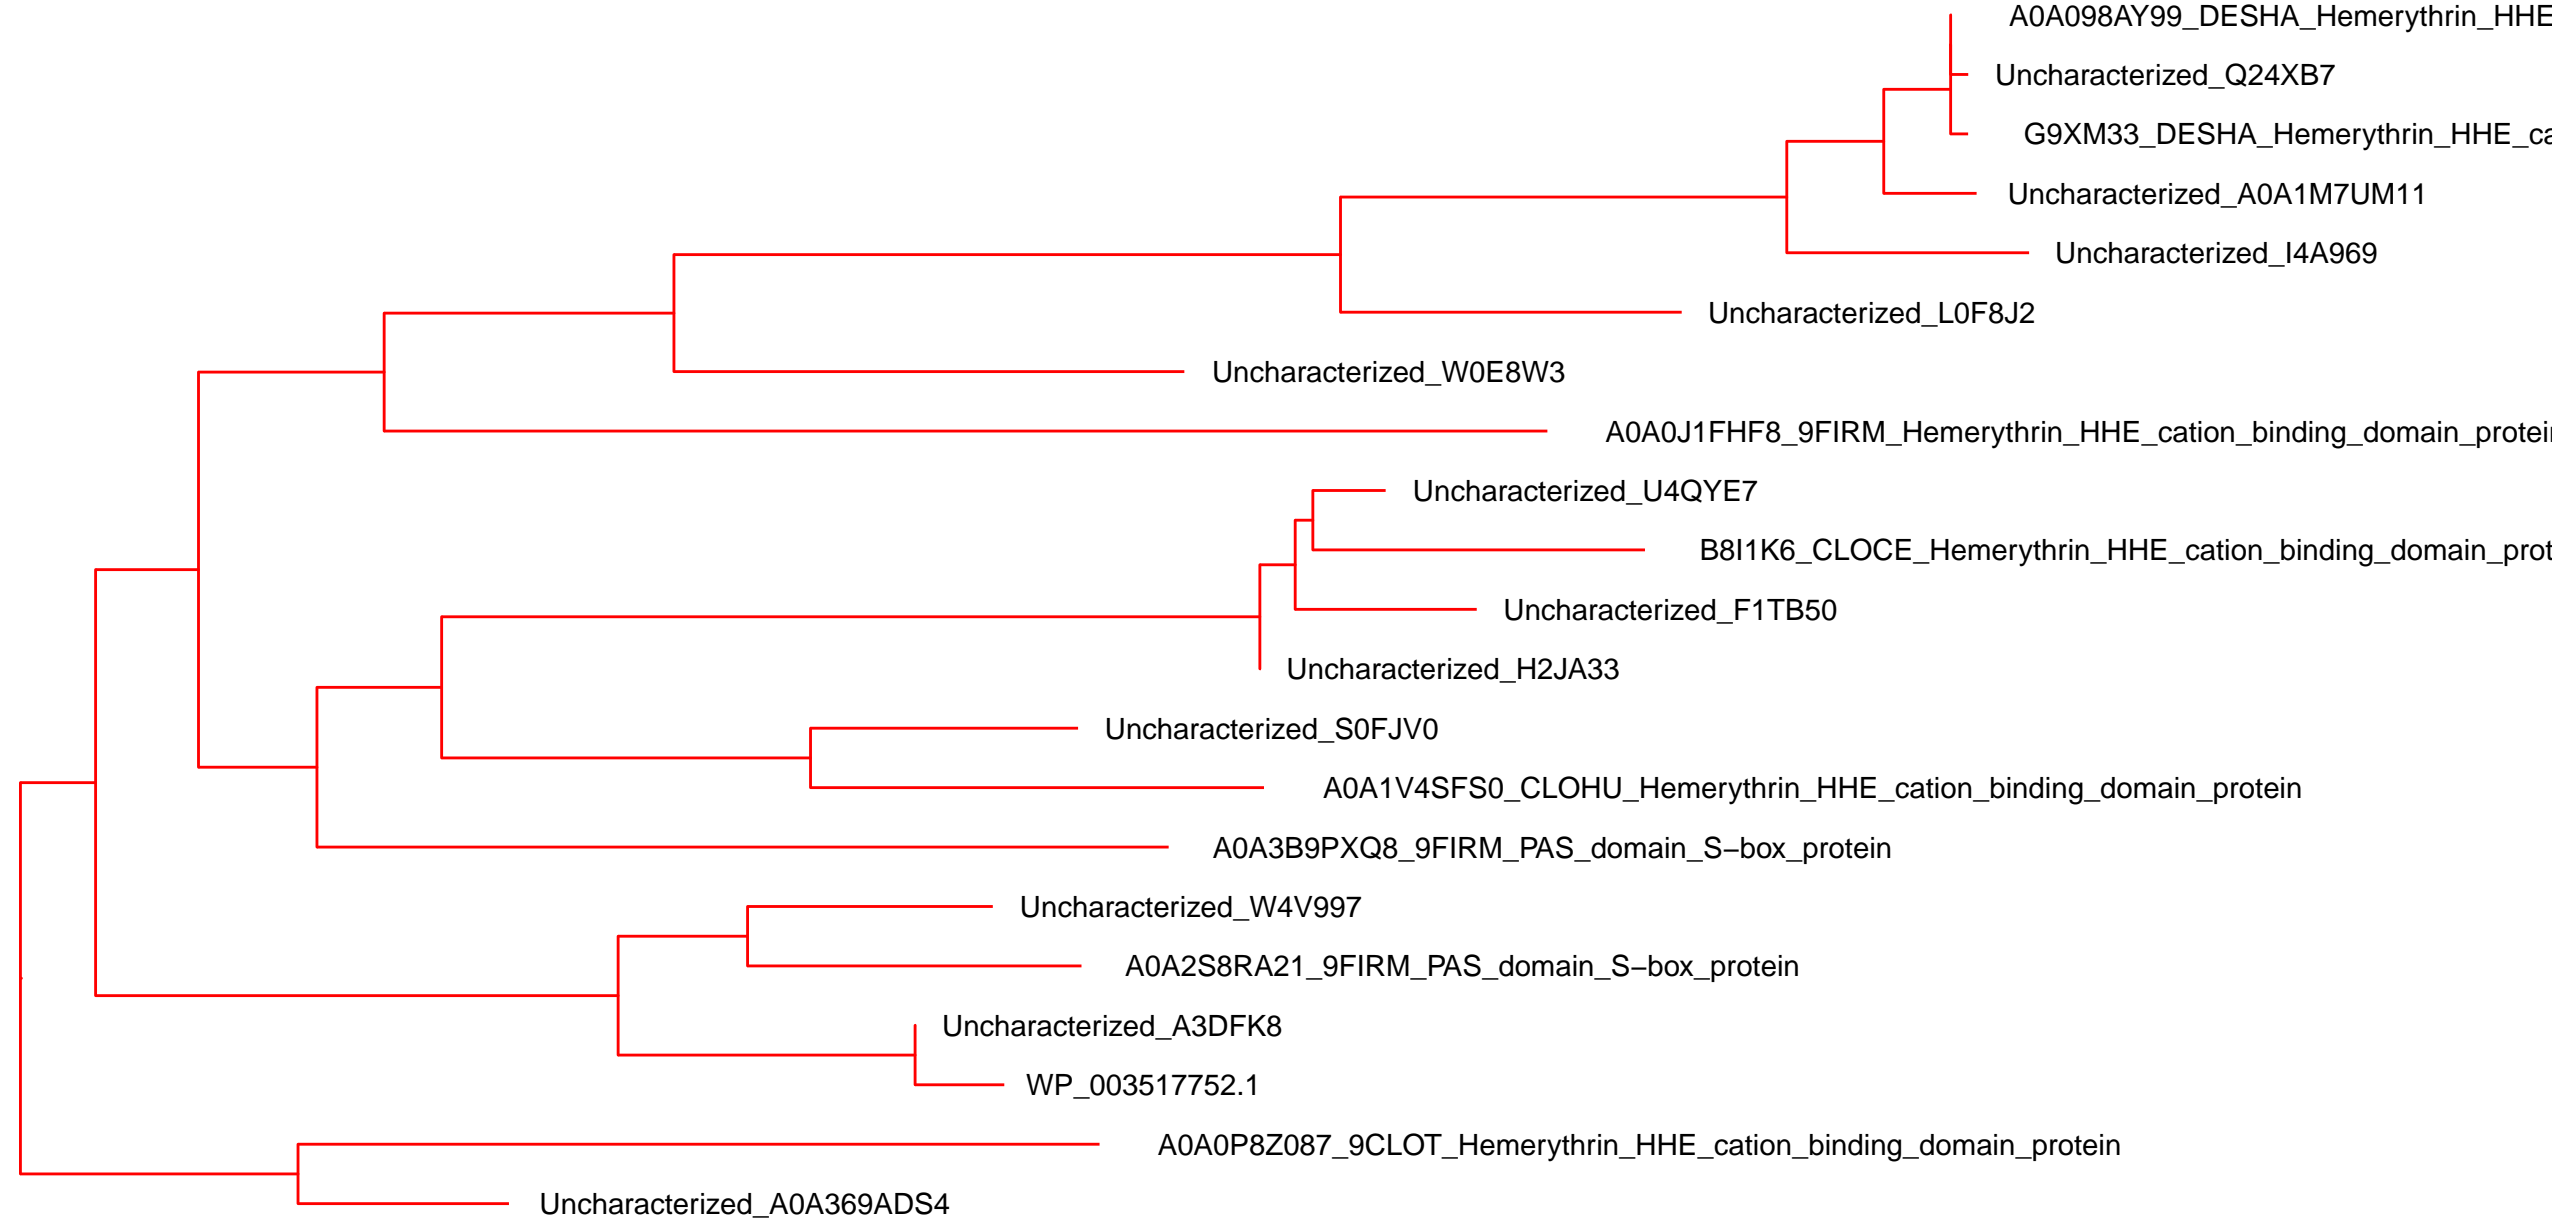 A0A098AY99_DESHA_Hemerythrin_HHE
Uncharacterized_Q24XB7
G9XM33_DESHA_Hemerythrin_HHE_ca
Uncharacterized_A0A1M7UM11
Uncharacterized_I4A969
Uncharacterized_L0F8J2
Uncharacterized_W0E8W3
A0A0J1FHF8_9FIRM_Hemerythrin_HHE_cation_binding_domain_protein
Uncharacterized_U4QYE7
B8I1K6_CLOCE_Hemerythrin_HHE_cation_binding_domain_prot
Uncharacterized_F1TB50
Uncharacterized_H2JA33
Uncharacterized_S0FJV0
A0A1V4SFS0_CLOHU_Hemerythrin_HHE_cation_binding_domain_protein
A0A3B9PXQ8_9FIRM_PAS_domain_S−box_protein
Uncharacterized_W4V997
A0A2S8RA21_9FIRM_PAS_domain_S−box_protein
Uncharacterized_A3DFK8
WP_003517752.1
A0A0P8Z087_9CLOT_Hemerythrin_HHE_cation_binding_domain_protein
Uncharacterized_A0A369ADS4